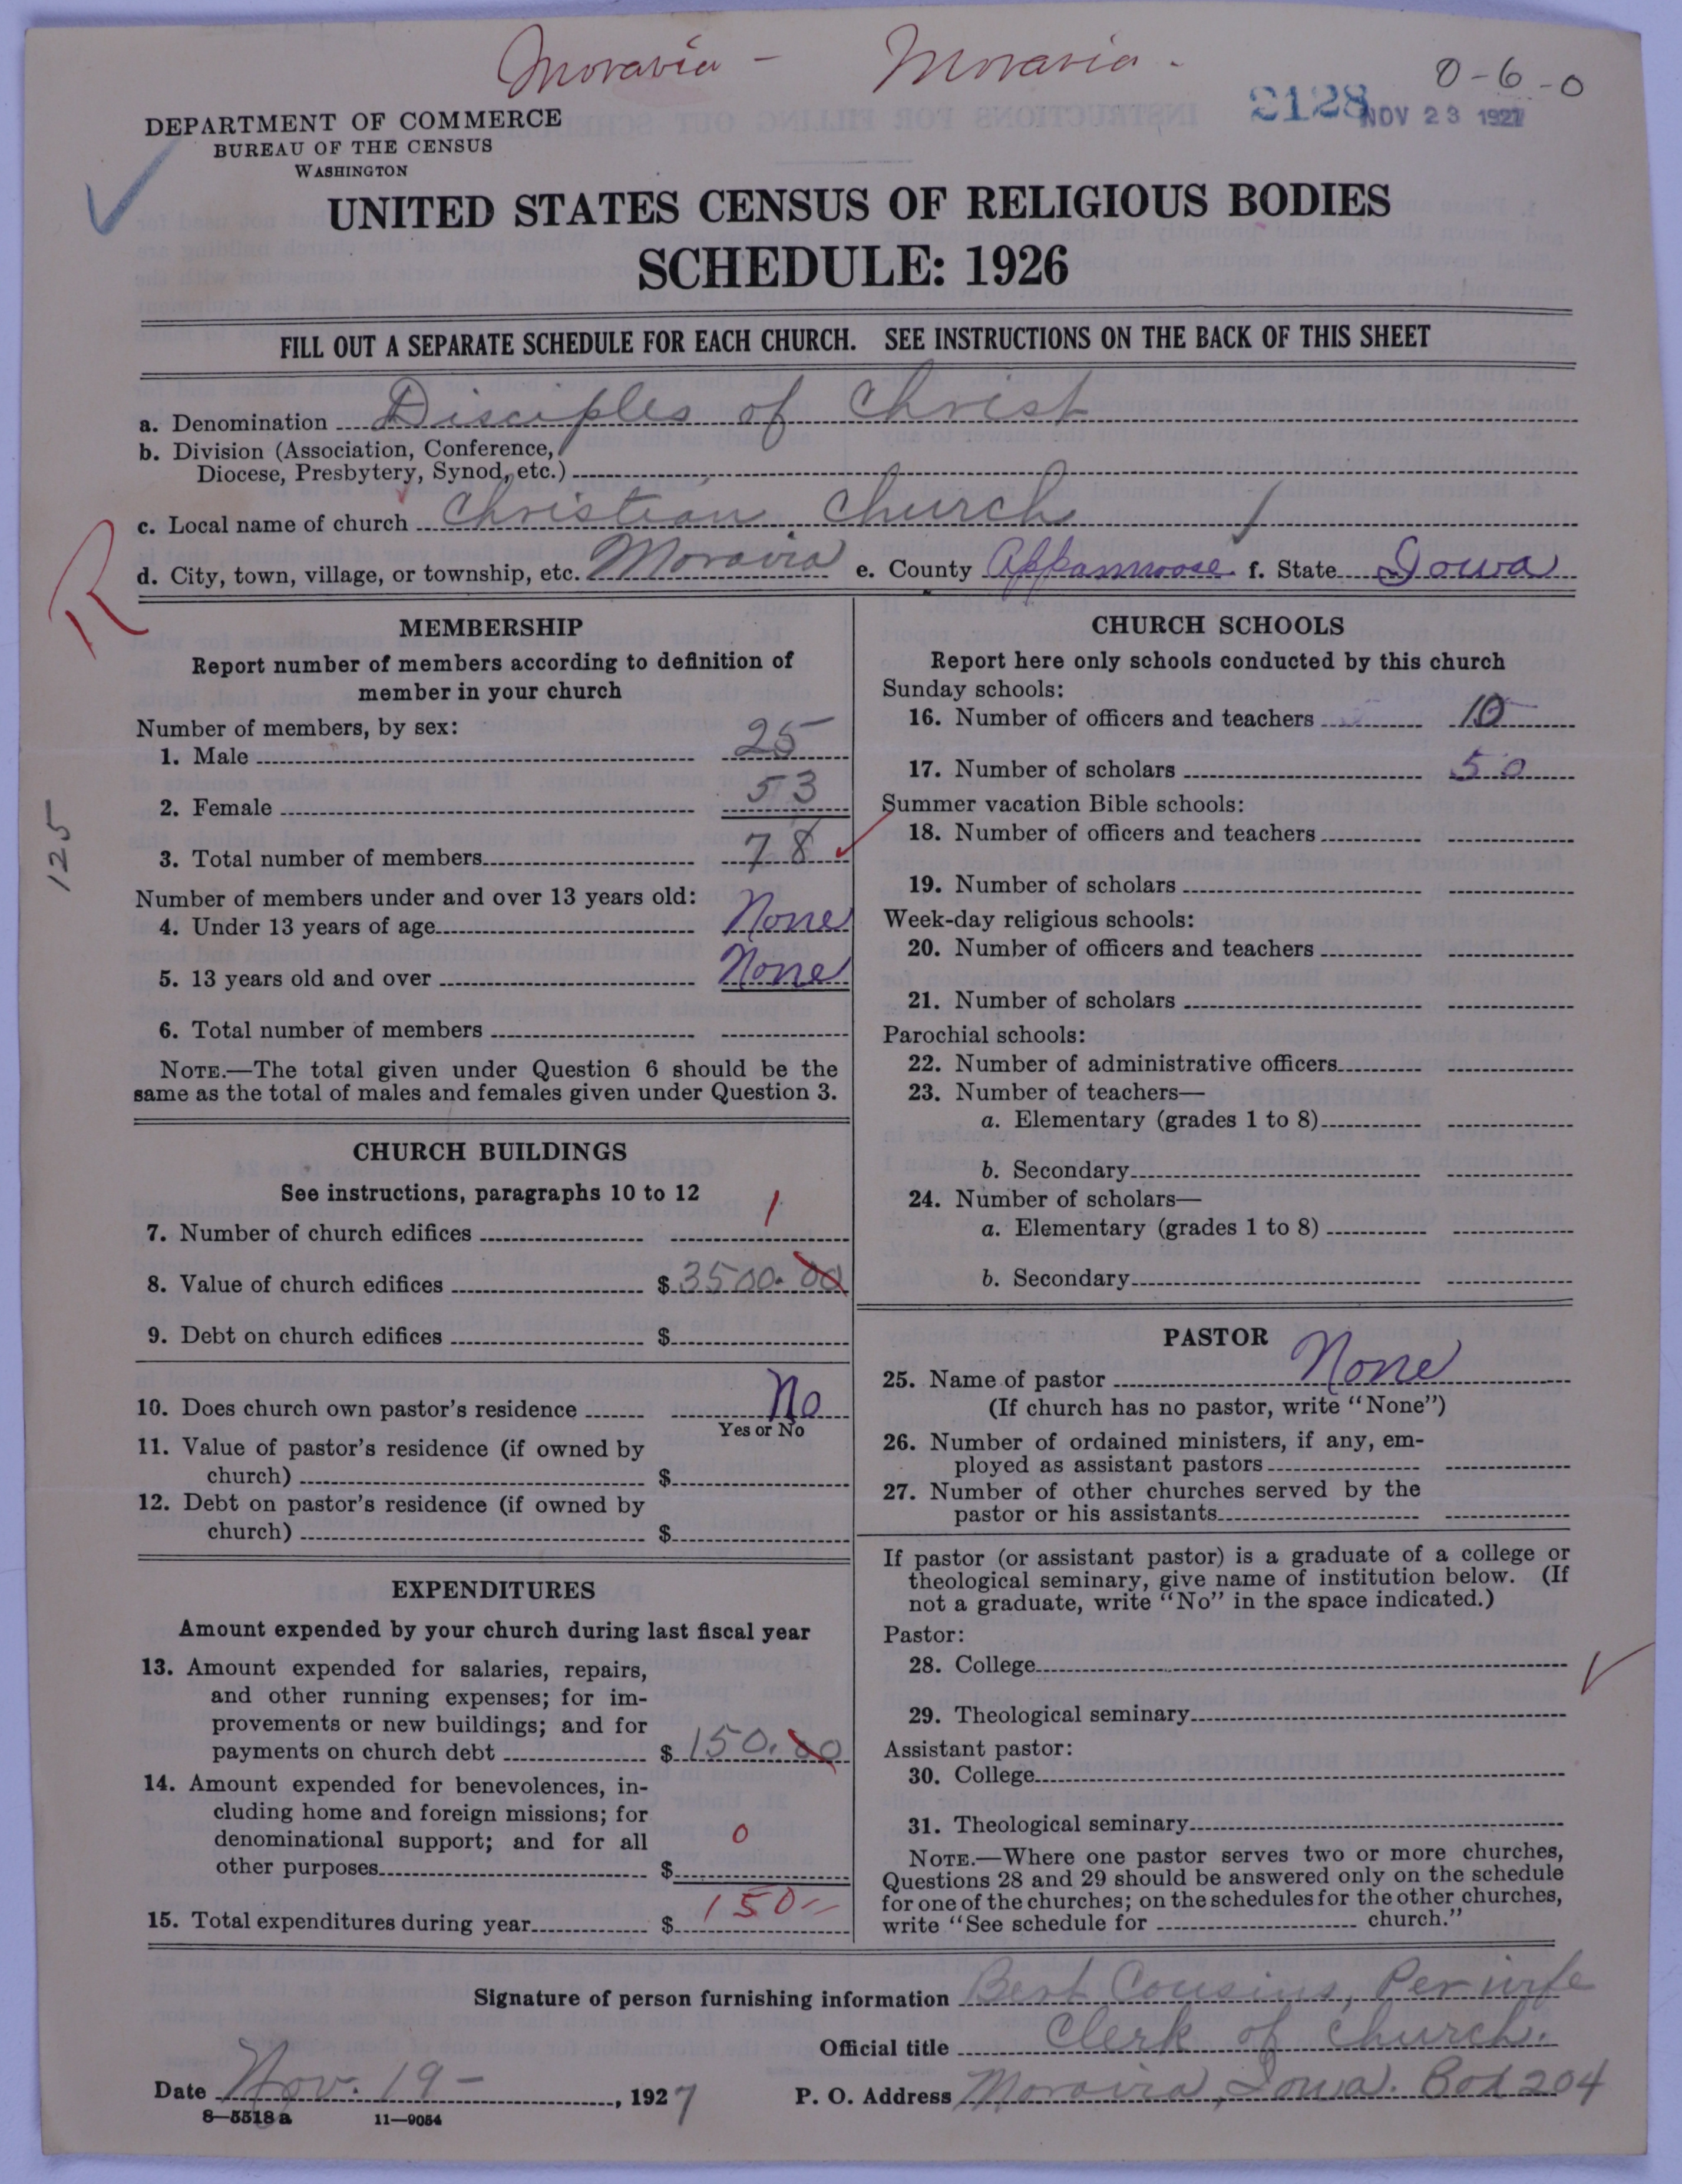 Moravia - Moravia.
0-6-0
2128 NOV 23 1927
DEPARTMENT OF COMMERCE
BUREAU OF THE CENSUS
WASHINGTON
UNITED STATES CENSUS OF RELIGIOUS BODIES
SCHEDULE: 1926
FILL OUT A SEPARATE SCHEDULE FOR EACH CHURCH. SEE INSTRUCTIONS ON THE BACK OF THIS SHEET
a. Denomination Disciples of Christ
b. Division (Association, Conference,
Diocese, Presbytery, Synod, etc.)
c. Local name of church Christian Church
d. City, town, village, or township, etc. Moravia e. County Appanoose f. State Iowa
R
125
MEMBERSHIP
Report number of members according to definition of
member in your church
Number of members, by sex:
1. Male 25
2. Female 53
3. Total number of members 78
Number of members under and over 13 years old:
4. Under 13 years of age None
5. 13 years old and over None
6. Total number of members
NOTE.—The total given under Question 6 should be the
same as the total of males and females given under Question 3.
CHURCH BUILDINGS
See instructions, paragraphs 10 to 12
7. Number of church edifices 1
8. Value of church edifices $ 3500.00
9. Debt on church edifices $
10. Does church own pastor's residence No
Yes or No
11. Value of pastor's residence (if owned by
church) $
12. Debt on pastor's residence (if owned by
church) $
EXPENDITURES
Amount expended by your church during last fiscal year
13. Amount expended for salaries, repairs,
and other running expenses; for im-
provements or new buildings; and for
payments on church debt $ 150.00
14. Amount expended for benevolences, in-
cluding home and foreign missions; for
denominational support; and for all
other purposes $ 0
15. Total expenditures during year $ 150-
CHURCH SCHOOLS
Report here only schools conducted by this church
Sunday schools:
16. Number of officers and teachers 10
17. Number of scholars 50
Summer vacation Bible schools:
18. Number of officers and teachers
19. Number of scholars
Week-day religious schools:
20. Number of officers and teachers
21. Number of scholars
Parochial schools:
22. Number of administrative officers
23. Number of teachers—
a. Elementary (grades 1 to 8)
b. Secondary
24. Number of scholars—
a. Elementary (grades 1 to 8)
b. Secondary
PASTOR
25. Name of pastor None
(If church has no pastor, write "None")
26. Number of ordained ministers, if any, em-
ployed as assistant pastors
27. Number of other churches served by the
pastor or his assistants
If pastor (or assistant pastor) is a graduate of a college or
theological seminary, give name of institution below. (If
not a graduate, write "No" in the space indicated.)
Pastor:
28. College
29. Theological seminary
Assistant pastor:
30. College
31. Theological seminary
NOTE.—Where one pastor serves two or more churches,
Questions 28 and 29 should be answered only on the schedule
for one of the churches; on the schedules for the other churches,
write "See schedule for church."
Signature of person furnishing information Bert Cousins, Per wife
Official title Clerk of church.
Date Nov. 19-, 1927 P. O. Address Moravia, Iowa. Box 204
8-5518 a 11-9054